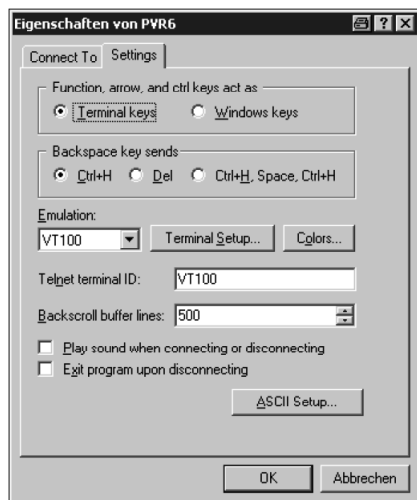 Eigenschaften von PVR6
Connect To Settings
Function, arrow, and ctrl keys act as
Terminal keys Windows keys
Backspace key sends
Ctrl+H Del Ctrl+H, Space, Ctrl+H
Emulation:
VT100 Terminal Setup... Colors...
Telnet terminal ID: VT100
Backscroll buffer lines: 500
Play sound when connecting or disconnecting
Exit program upon disconnecting
ASCII Setup...
OK Abbrechen